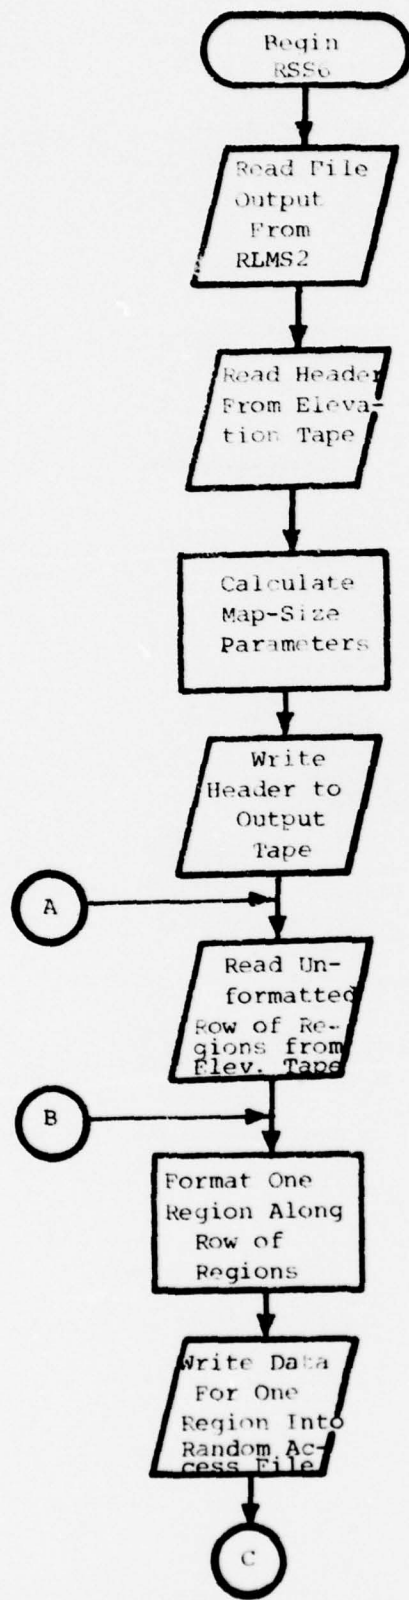 Begin
RSS6
Read File
Output
From
RLMS2
Read Header
From Eleva-
tion Tape
Calculate
Map-Size
Parameters
Write
Header to
Output
Tape
A
Read Un-
formatted
Row of Re-
gions from
Elev. Tape
B
Format One
Region Along
Row of
Regions
Write Data
For One
Region Into
Random Ac-
cess File
C